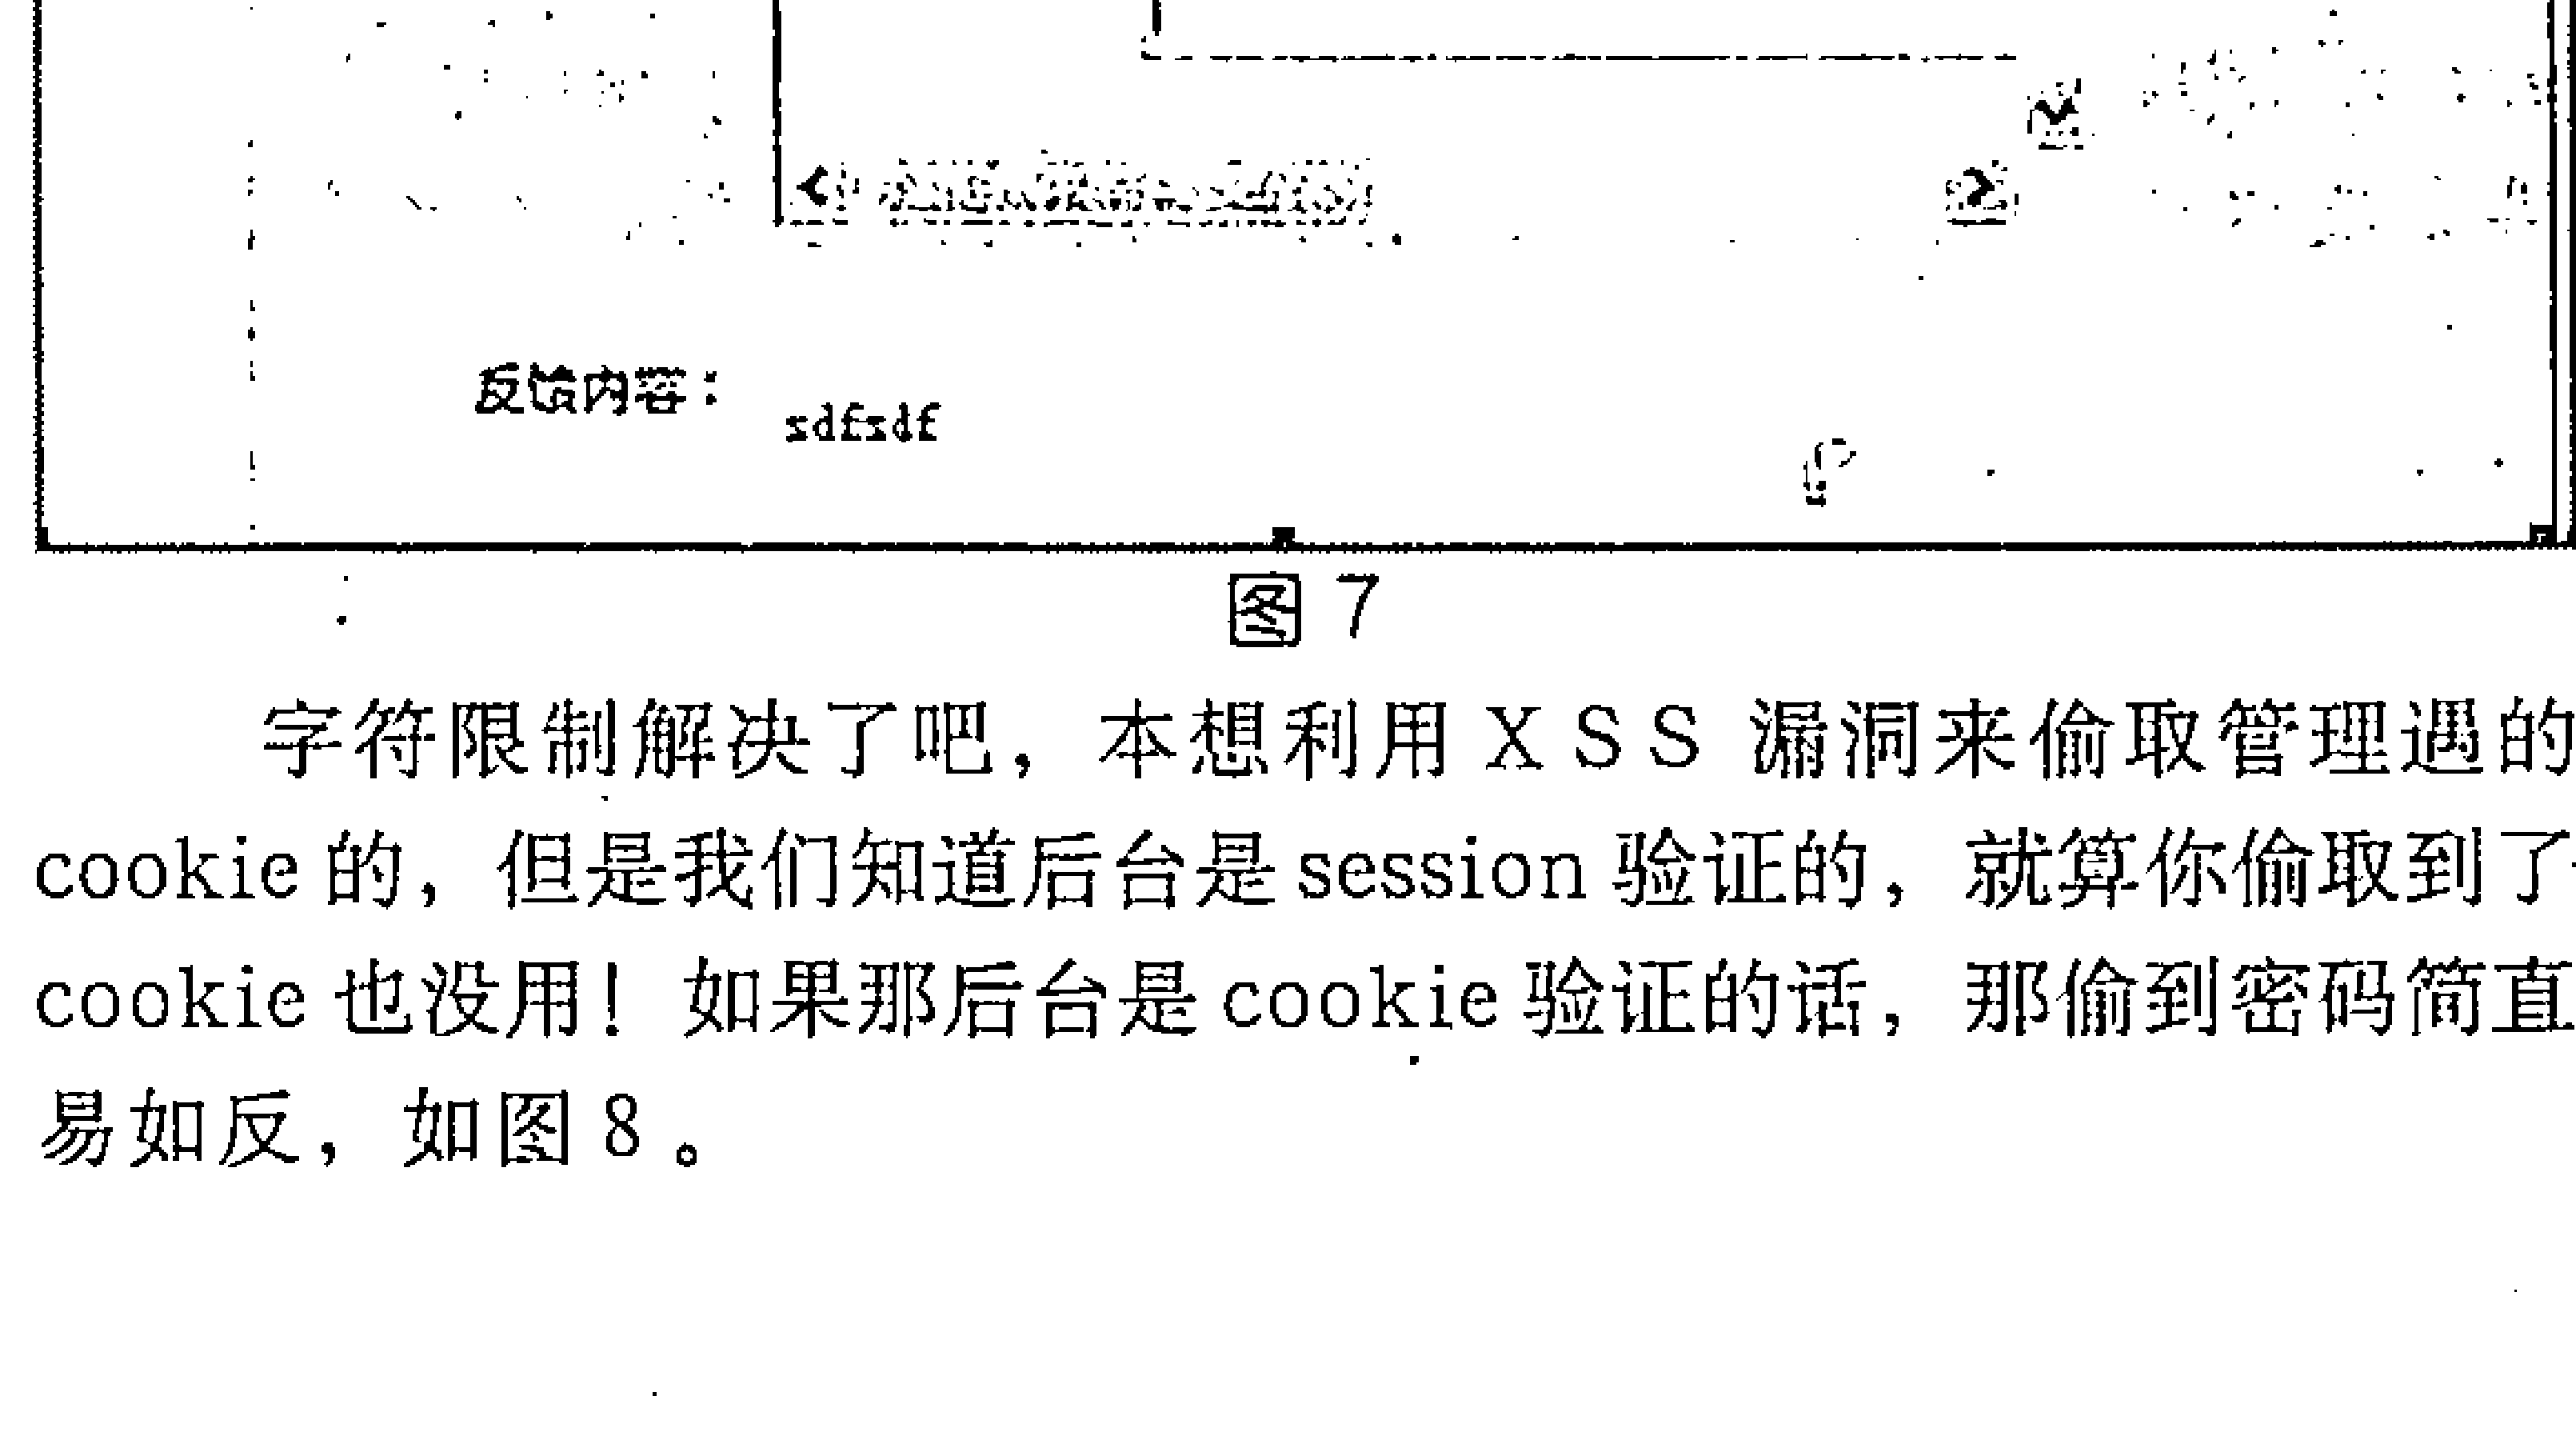 反馈内容：
sdfsdf
图 7
字符限制解决了吧，本想利用 XSS 漏洞来偷取管理遇的
cookie 的，但是我们知道后台是 session 验证的，就算你偷取到了
cookie 也没用！如果那后台是 cookie 验证的话，那偷到密码简直
易如反，如图 8 。